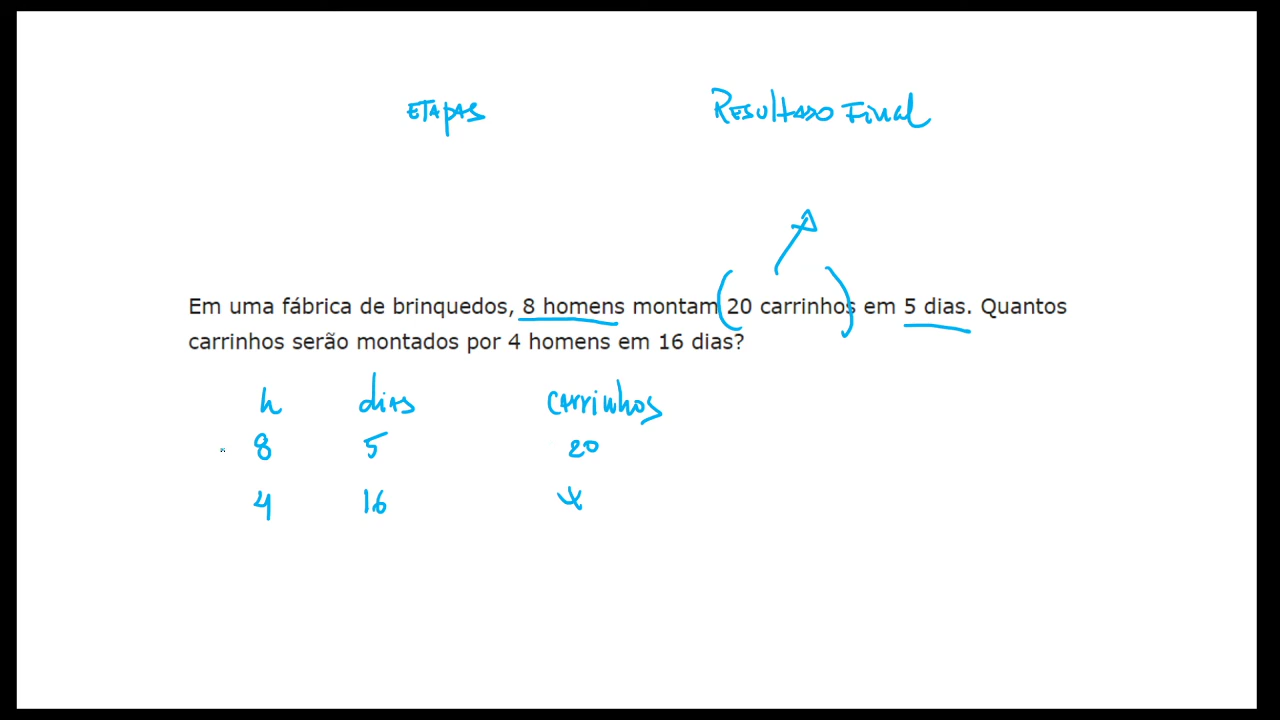 ETAPAS RESULTADO FINAL
Em uma fábrica de brinquedos, 8 homens montam 20 carrinhos em 5 dias. Quantos
carrinhos serão montados por 4 homens em 16 dias?
h dias carrinhos
8 5 20
4 16 x